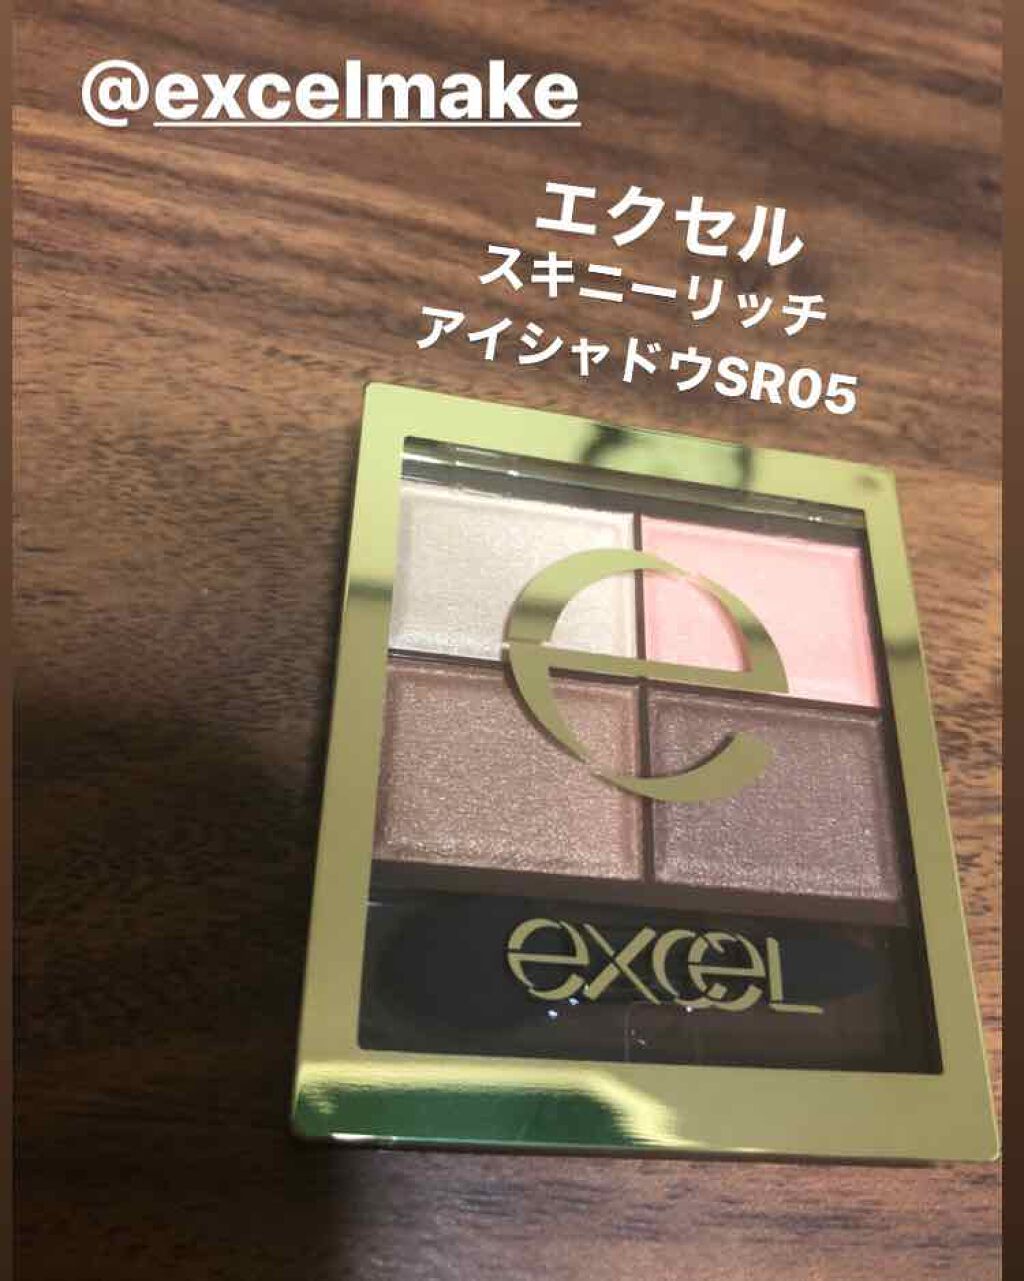 @excelmake
エクセル
スキニーリッチ
アイシャドウSR05
e
excel